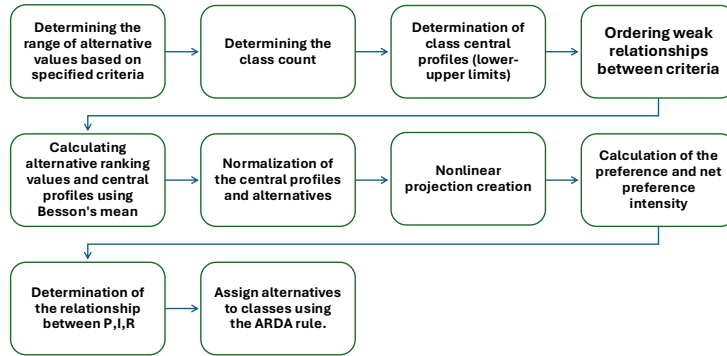 Determining the
range of alternative
values based on
specified criteria
Determining the
class count
Determination of
class central
profiles (lower-
upper limits)
Ordering weak
relationships
between criteria
Calculating
alternative ranking
values and central
profiles using
Besson's mean
Normalization of
the central profiles
and alternatives
Nonlinear
projection creation
Calculation of the
preference and net
preference
intensity
Determination of
the relationship
between P,I,R
Assign alternatives
to classes using
the ARDA rule.